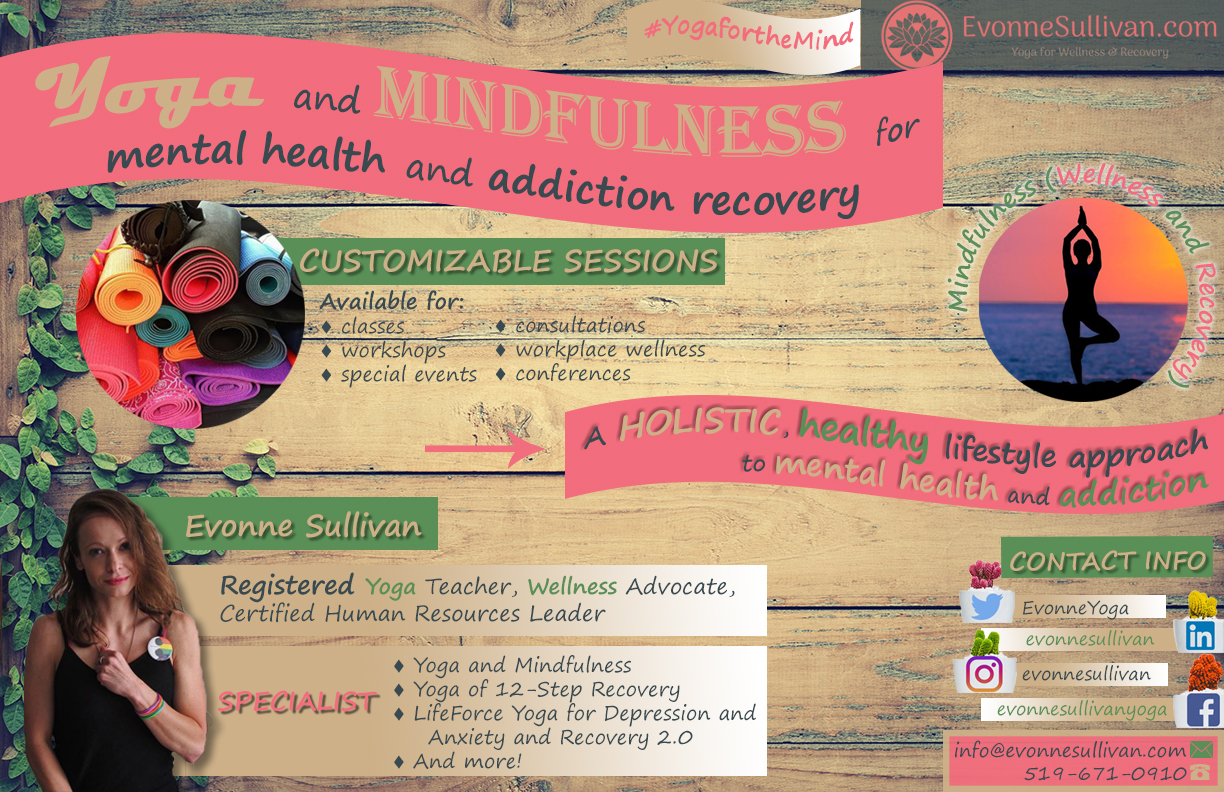 #YogafortheMind
EvonneSullivan.com
Yoga for Wellness & Recovery
Yoga and MINDFULNESS for
mental health and addiction recovery
Mindfulness (Wellness and Recovery)
CUSTOMIZABLE SESSIONS
Available for:
♦ classes
♦ workshops
♦ special events
♦ consultations
♦ workplace wellness
♦ conferences
A HOLISTIC, healthy lifestyle approach
to mental health and addiction
Evonne Sullivan
Registered Yoga Teacher, Wellness Advocate,
Certified Human Resources Leader
SPECIALIST
♦ Yoga and Mindfulness
♦ Yoga of 12-Step Recovery
♦ LifeForce Yoga for Depression and
Anxiety and Recovery 2.0
♦ And more!
CONTACT INFO
EvonneYoga
evonnesullivan
in
evonnesullivan
evonnesullivanyoga
f
info@evonnesullivan.com
519-671-0910